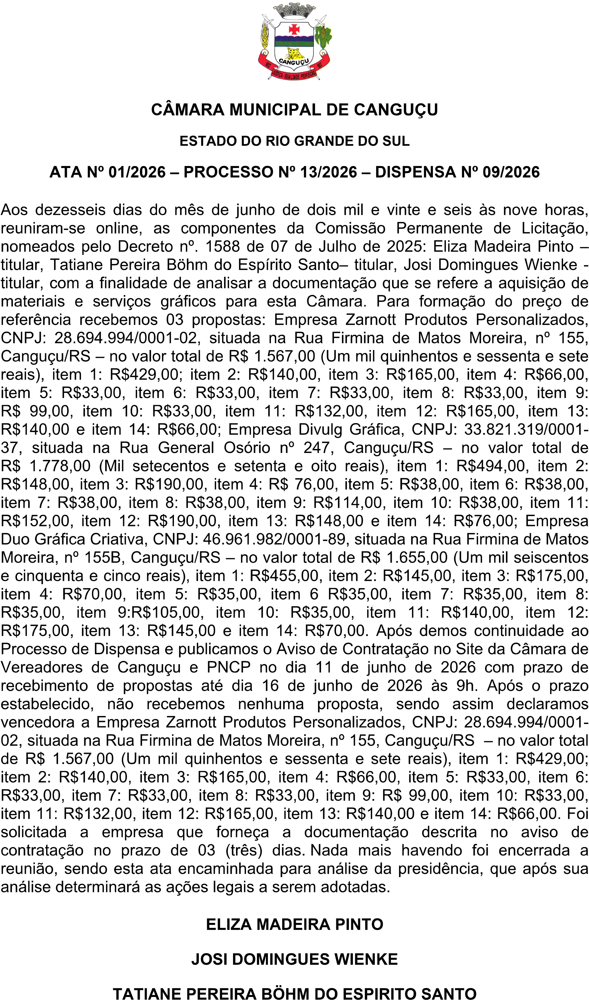 CANGUÇU
1812
1857
JUSTIÇA - IGUALDADE - PERFEIÇÃO
CÂMARA MUNICIPAL DE CANGUÇU
ESTADO DO RIO GRANDE DO SUL
ATA Nº 01/2026 – PROCESSO Nº 13/2026 – DISPENSA Nº 09/2026
Aos dezesseis dias do mês de junho de dois mil e vinte e seis às nove horas,
reuniram-se online, as componentes da Comissão Permanente de Licitação,
nomeados pelo Decreto nº. 1588 de 07 de Julho de 2025: Eliza Madeira Pinto –
titular, Tatiane Pereira Böhm do Espírito Santo– titular, Josi Domingues Wienke -
titular, com a finalidade de analisar a documentação que se refere a aquisição de
materiais e serviços gráficos para esta Câmara. Para formação do preço de
referência recebemos 03 propostas: Empresa Zarnott Produtos Personalizados,
CNPJ: 28.694.994/0001-02, situada na Rua Firmina de Matos Moreira, nº 155,
Canguçu/RS – no valor total de R$ 1.567,00 (Um mil quinhentos e sessenta e sete
reais), item 1: R$429,00; item 2: R$140,00, item 3: R$165,00, item 4: R$66,00,
item 5: R$33,00, item 6: R$33,00, item 7: R$33,00, item 8: R$33,00, item 9:
R$ 99,00, item 10: R$33,00, item 11: R$132,00, item 12: R$165,00, item 13:
R$140,00 e item 14: R$66,00; Empresa Divulg Gráfica, CNPJ: 33.821.319/0001-
37, situada na Rua General Osório nº 247, Canguçu/RS – no valor total de
R$ 1.778,00 (Mil setecentos e setenta e oito reais), item 1: R$494,00, item 2:
R$148,00, item 3: R$190,00, item 4: R$ 76,00, item 5: R$38,00, item 6: R$38,00,
item 7: R$38,00, item 8: R$38,00, item 9: R$114,00, item 10: R$38,00, item 11:
R$152,00, item 12: R$190,00, item 13: R$148,00 e item 14: R$76,00; Empresa
Duo Gráfica Criativa, CNPJ: 46.961.982/0001-89, situada na Rua Firmina de Matos
Moreira, nº 155B, Canguçu/RS – no valor total de R$ 1.655,00 (Um mil seiscentos
e cinquenta e cinco reais), item 1: R$455,00, item 2: R$145,00, item 3: R$175,00,
item 4: R$70,00, item 5: R$35,00, item 6 R$35,00, item 7: R$35,00, item 8:
R$35,00, item 9:R$105,00, item 10: R$35,00, item 11: R$140,00, item 12:
R$175,00, item 13: R$145,00 e item 14: R$70,00. Após demos continuidade ao
Processo de Dispensa e publicamos o Aviso de Contratação no Site da Câmara de
Vereadores de Canguçu e PNCP no dia 11 de junho de 2026 com prazo de
recebimento de propostas até dia 16 de junho de 2026 às 9h. Após o prazo
estabelecido, não recebemos nenhuma proposta, sendo assim declaramos
vencedora a Empresa Zarnott Produtos Personalizados, CNPJ: 28.694.994/0001-
02, situada na Rua Firmina de Matos Moreira, nº 155, Canguçu/RS  – no valor total
de R$ 1.567,00 (Um mil quinhentos e sessenta e sete reais), item 1: R$429,00;
item 2: R$140,00, item 3: R$165,00, item 4: R$66,00, item 5: R$33,00, item 6:
R$33,00, item 7: R$33,00, item 8: R$33,00, item 9: R$ 99,00, item 10: R$33,00,
item 11: R$132,00, item 12: R$165,00, item 13: R$140,00 e item 14: R$66,00. Foi
solicitada a empresa que forneça a documentação descrita no aviso de
contratação no prazo de 03 (três) dias. Nada mais havendo foi encerrada a
reunião, sendo esta ata encaminhada para análise da presidência, que após sua
análise determinará as ações legais a serem adotadas.
ELIZA MADEIRA PINTO
JOSI DOMINGUES WIENKE
TATIANE PEREIRA BÖHM DO ESPIRITO SANTO